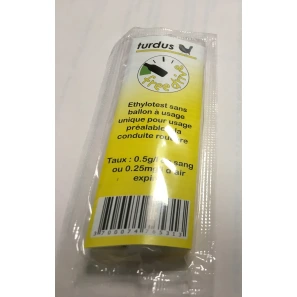 turdus
freedrive
Ethylotest sans
ballon à usage
unique pour usage
préalable à la
conduite routière
Taux : 0.5g/l sang
ou 0.25mg/l d'air
expiré